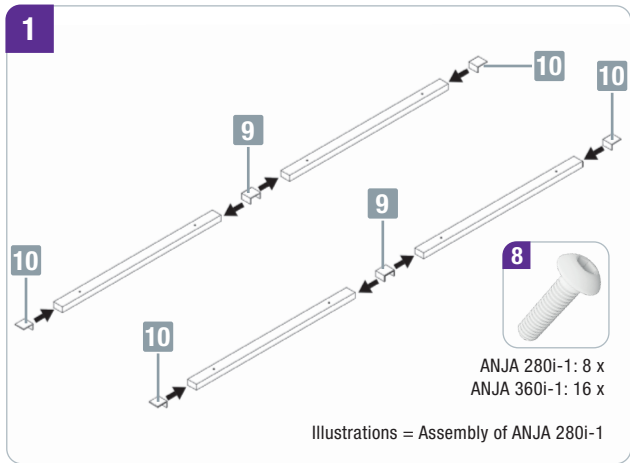 1
10
10
9
9
10
10
8
ANJA 280i-1: 8 x
ANJA 360i-1: 16 x
Illustrations = Assembly of ANJA 280i-1